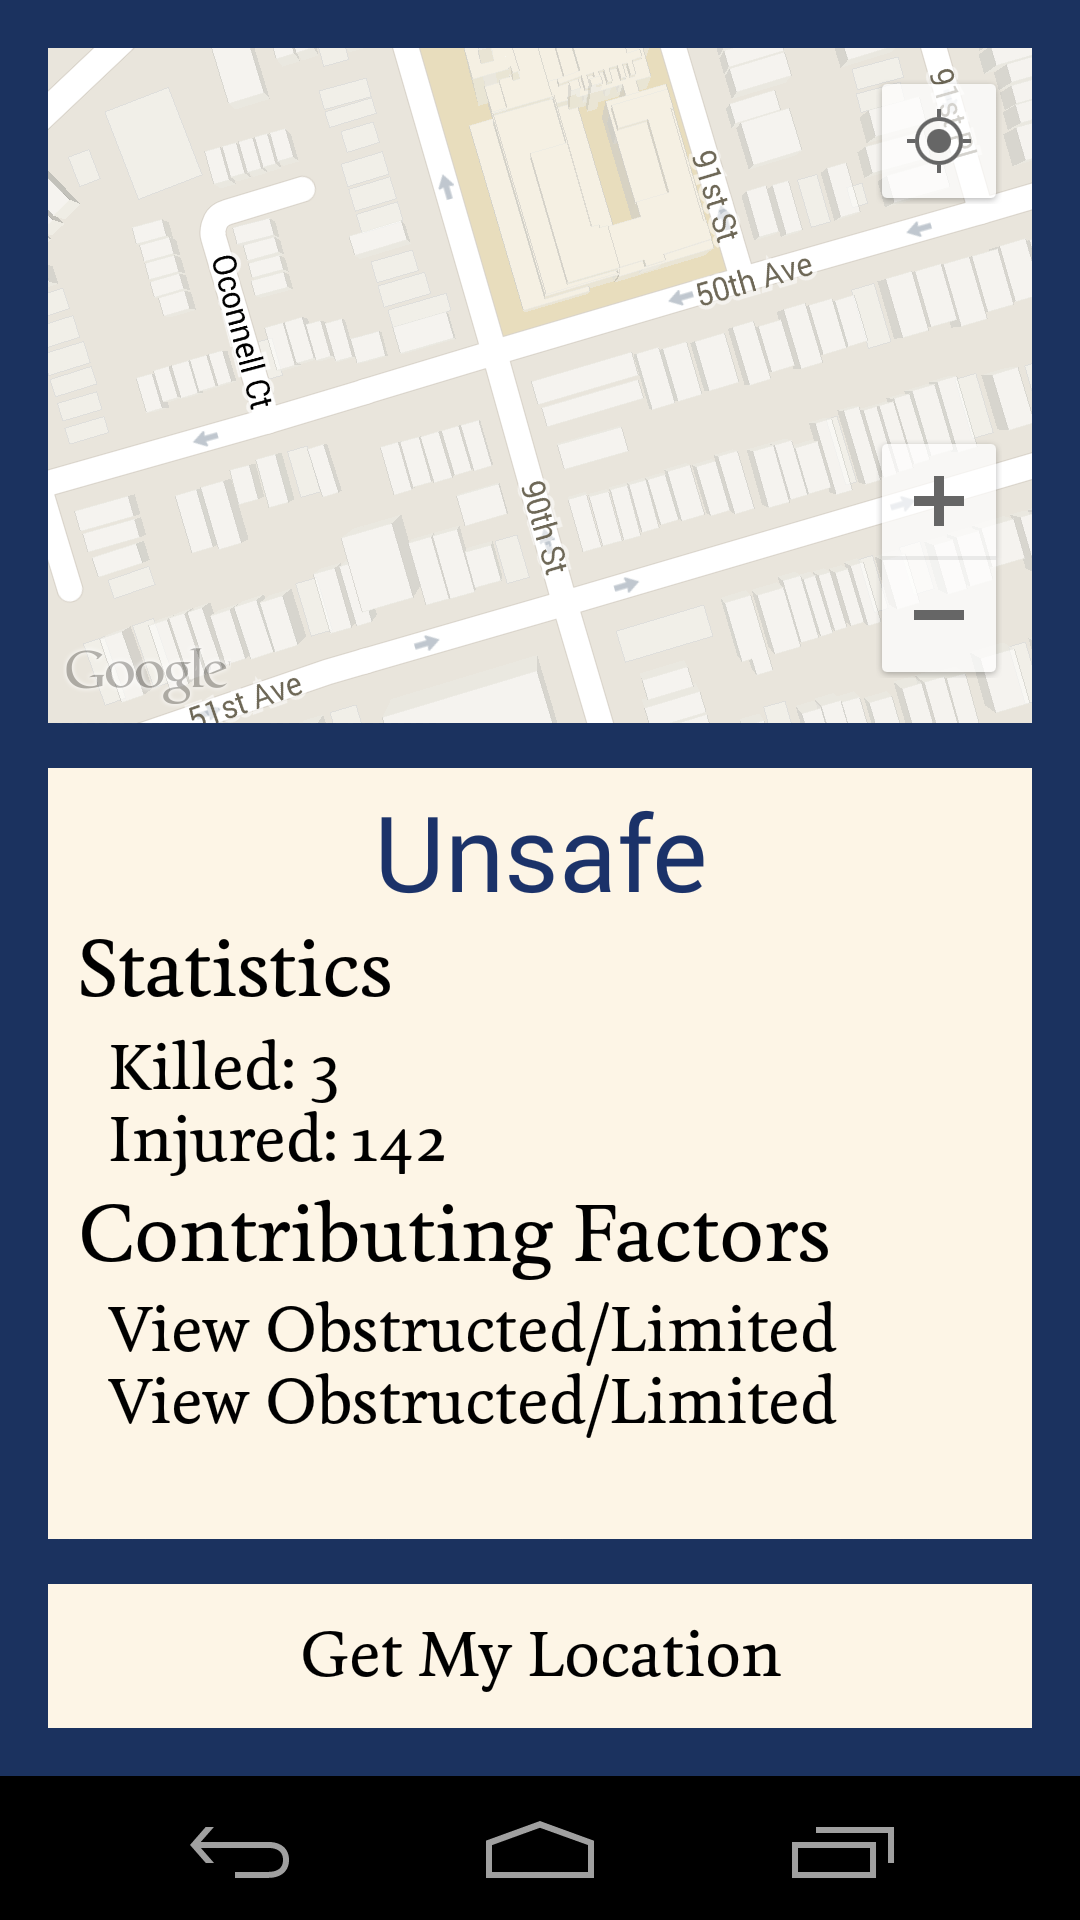 91st Pl
91st St
50th Ave
Oconnell Ct
90th St
Google
51st Ave
Unsafe
Statistics
Killed: 3
Injured: 142
Contributing Factors
View Obstructed/Limited
View Obstructed/Limited
Get My Location